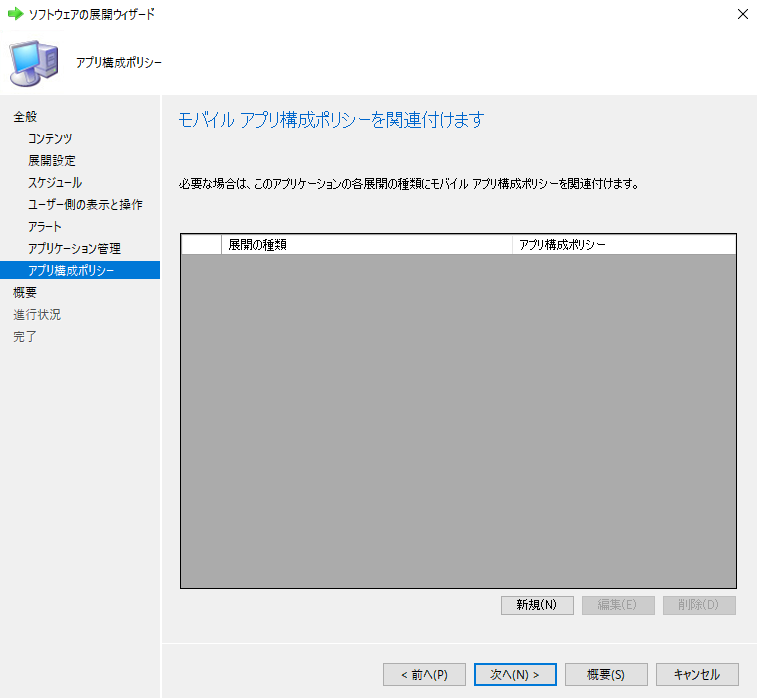 ソフトウェアの展開ウィザード
アプリ構成ポリシー
全般
コンテンツ
展開設定
スケジュール
ユーザー側の表示と操作
アラート
アプリケーション管理
アプリ構成ポリシー
概要
進行状況
完了
モバイル アプリ構成ポリシーを関連付けます
必要な場合は、このアプリケーションの各展開の種類にモバイル アプリ構成ポリシーを関連付けます。
展開の種類 アプリ構成ポリシー
新規(N) 編集(E) 削除(D)
< 前へ(P) 次へ(N) > 概要(S) キャンセル